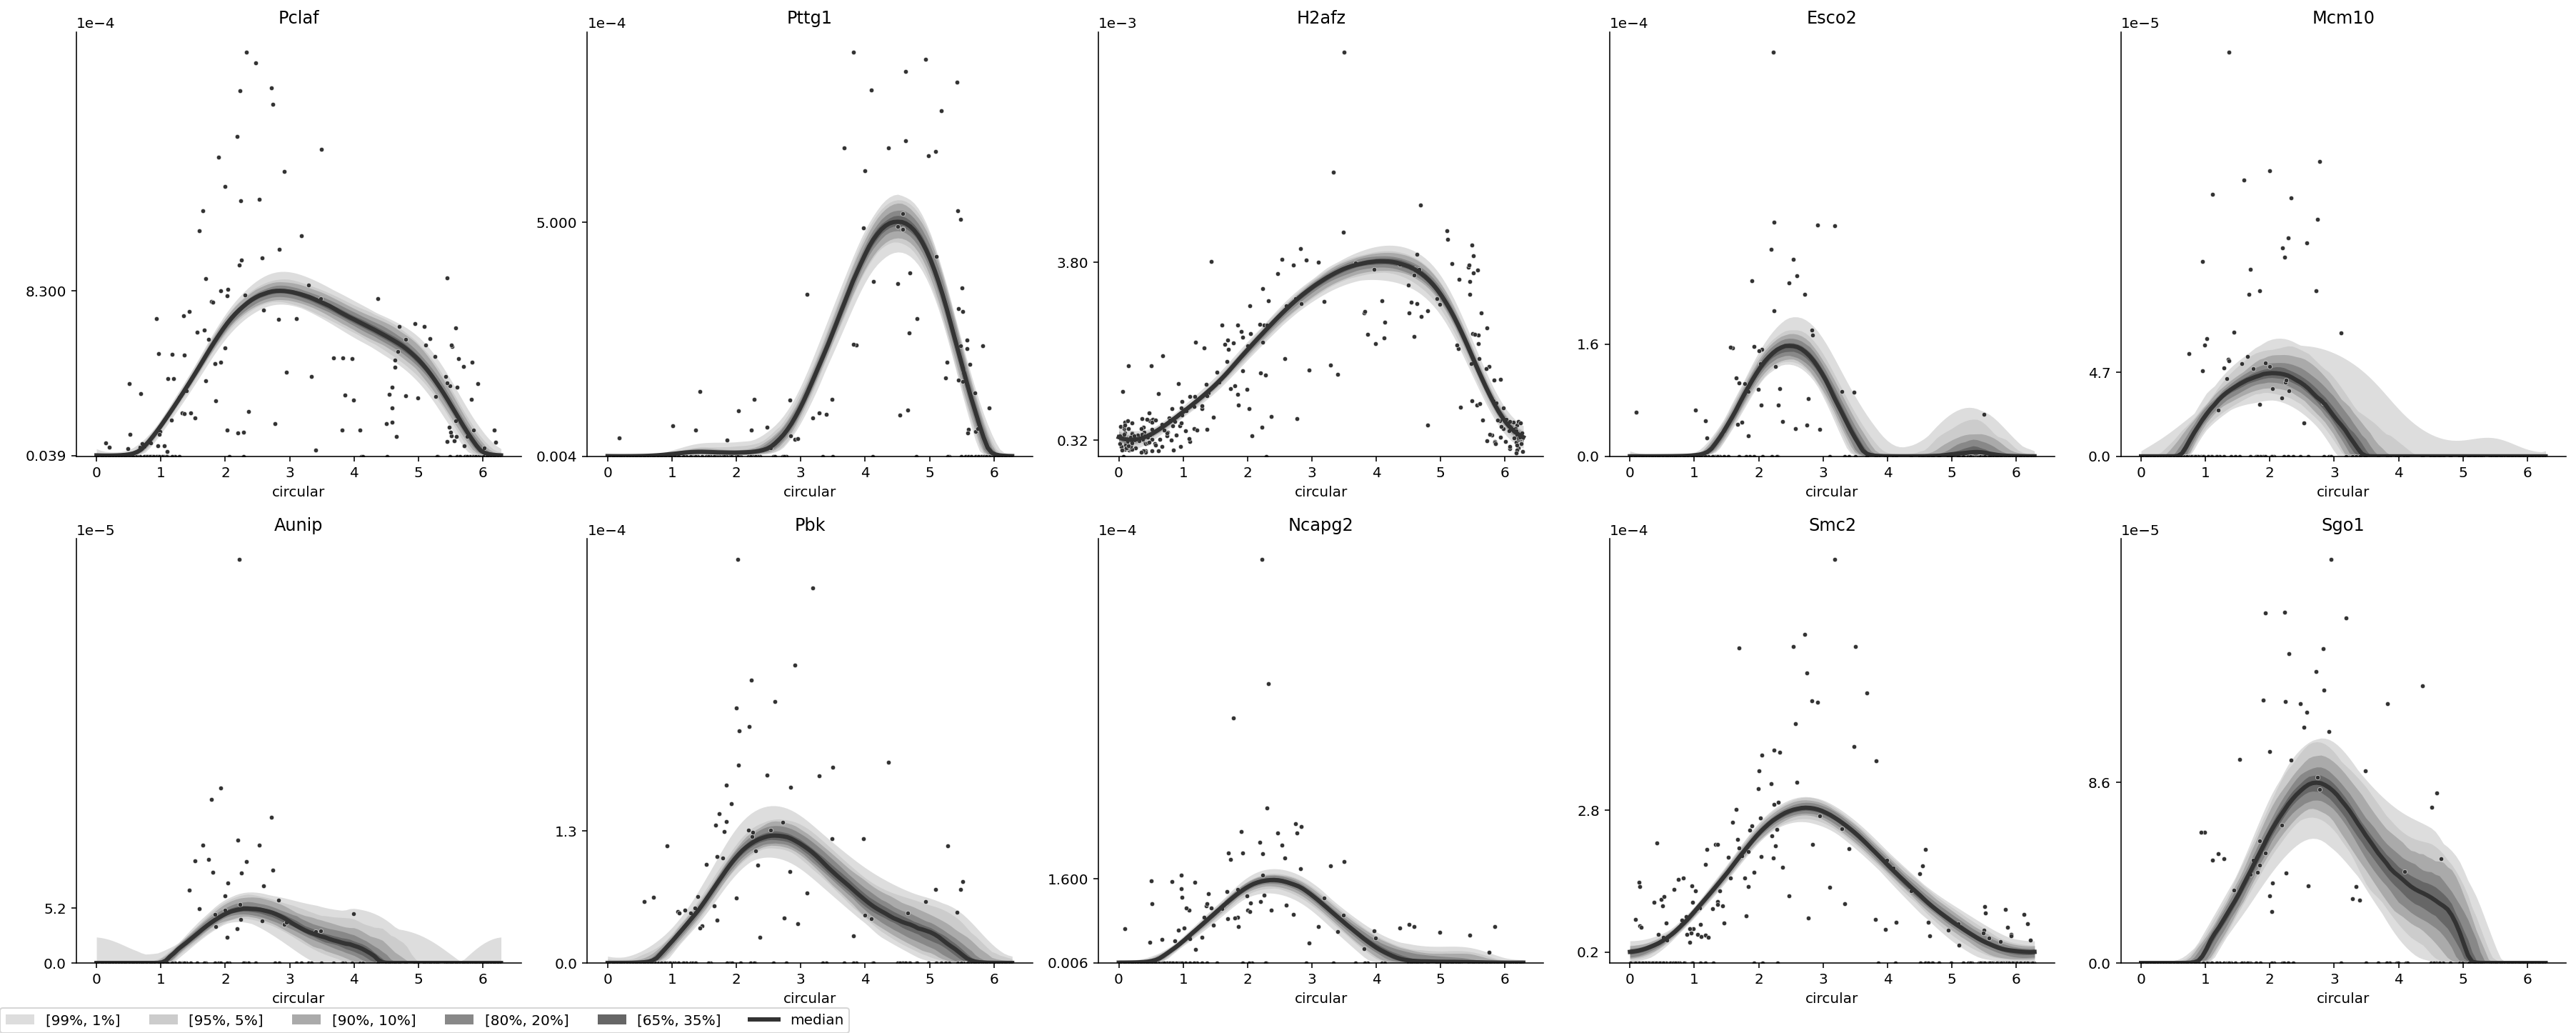 Pclaf Pttg1 H2afz Esco2 Mcm10
1e−4 1e−4 1e−3 1e−4 1e−5
8.300 5.000 3.80 1.6 4.7
0.039 0.004 0.32 0.0 0.0
0 1 2 3 4 5 6 0 1 2 3 4 5 6 0 1 2 3 4 5 6 0 1 2 3 4 5 6 0 1 2 3 4 5 6
circular circular circular circular circular
Aunip Pbk Ncapg2 Smc2 Sgo1
1e−5 1e−4 1e−4 1e−4 1e−5
5.2 1.3 1.600 2.8 8.6
0.0 0.0 0.006 0.2 0.0
0 1 2 3 4 5 6 0 1 2 3 4 5 6 0 1 2 3 4 5 6 0 1 2 3 4 5 6 0 1 2 3 4 5 6
circular circular circular circular circular
[99%, 1%] [95%, 5%] [90%, 10%] [80%, 20%] [65%, 35%] median